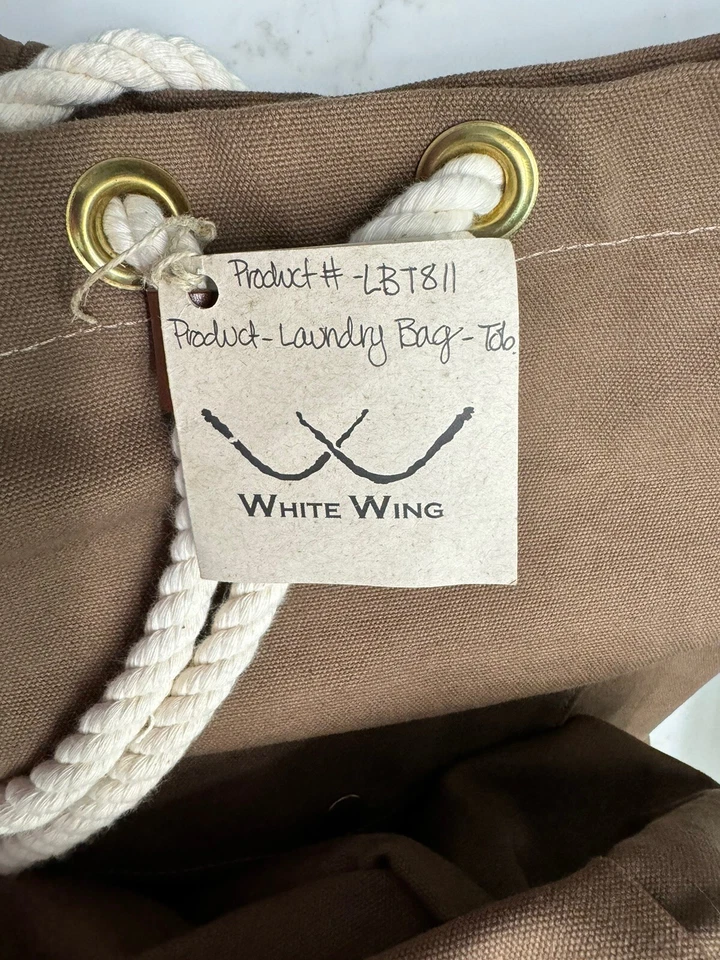 Product # - LBT811
Product - Laundry Bag - Tob.
WHITE WING